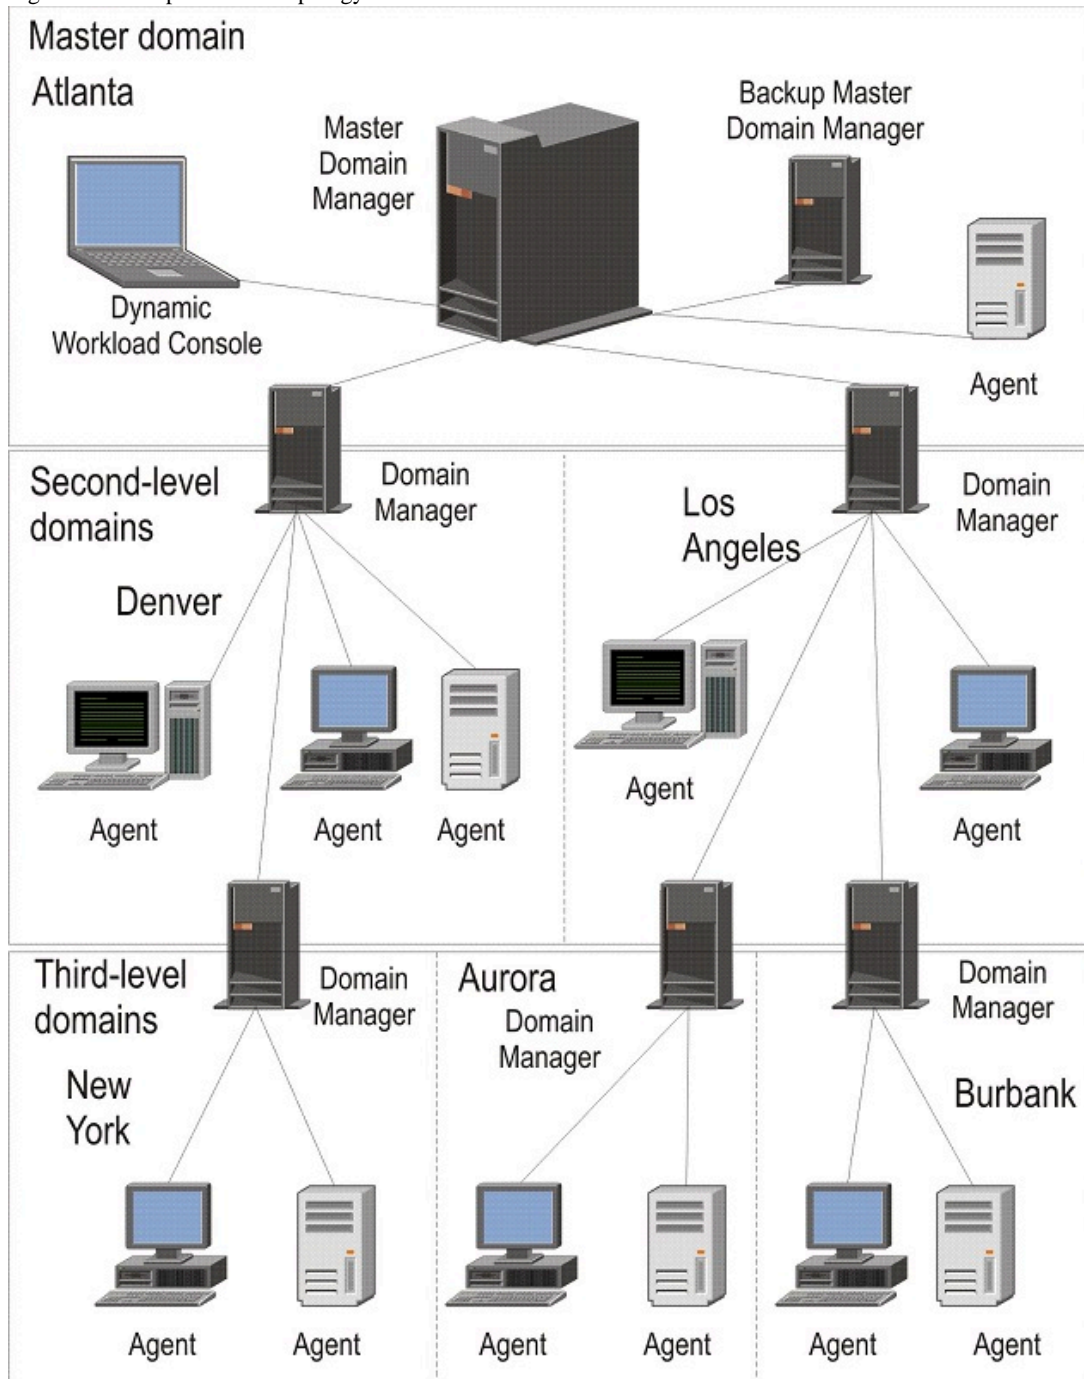 Master domain
Atlanta
Master
Domain
Manager
Backup Master
Domain Manager
Dynamic
Workload Console
Agent
Second-level
domains
Domain
Manager
Denver
Los
Angeles
Domain
Manager
Agent
Agent
Agent
Agent
Agent
Third-level
domains
Domain
Manager
New
York
Aurora
Domain
Manager
Domain
Manager
Burbank
Agent
Agent
Agent
Agent
Agent
Agent